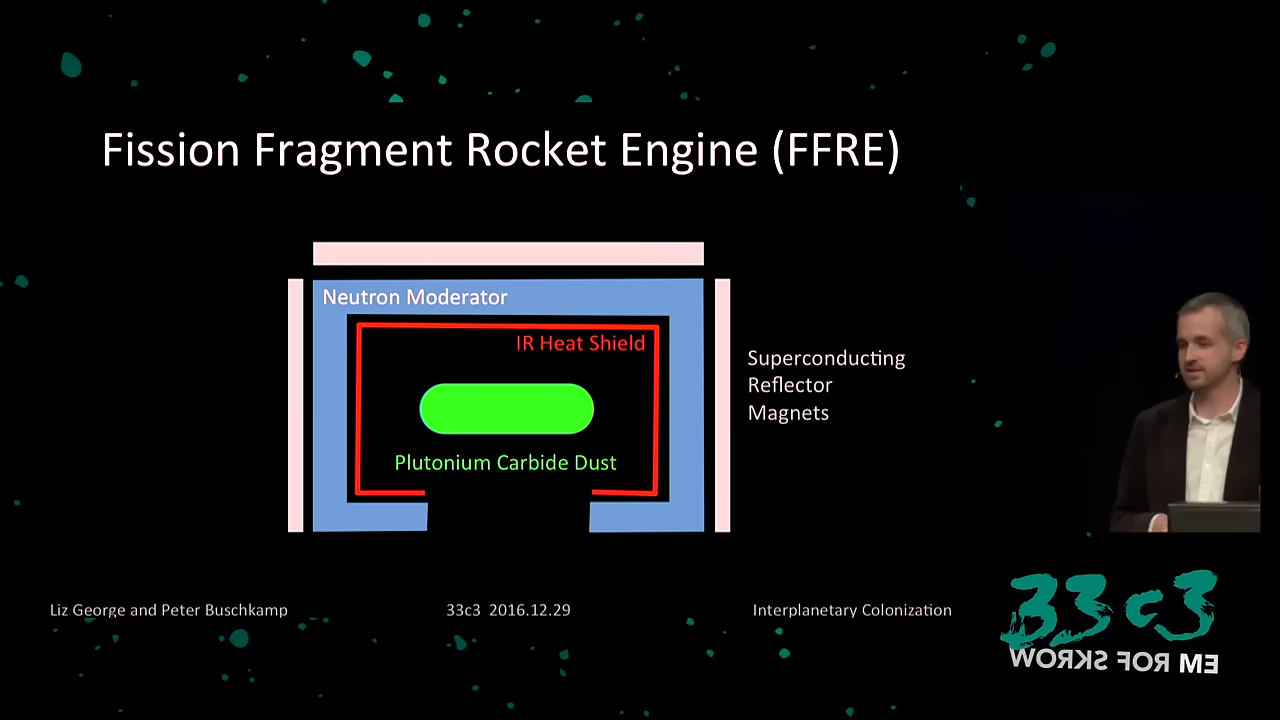 Fission Fragment Rocket Engine (FFRE)
Neutron Moderator
IR Heat Shield
Plutonium Carbide Dust
Superconducting
Reflector
Magnets
Liz George and Peter Buschkamp
33c3 2016.12.29
Interplanetary Colonization
33c3
WORKS FOR ME